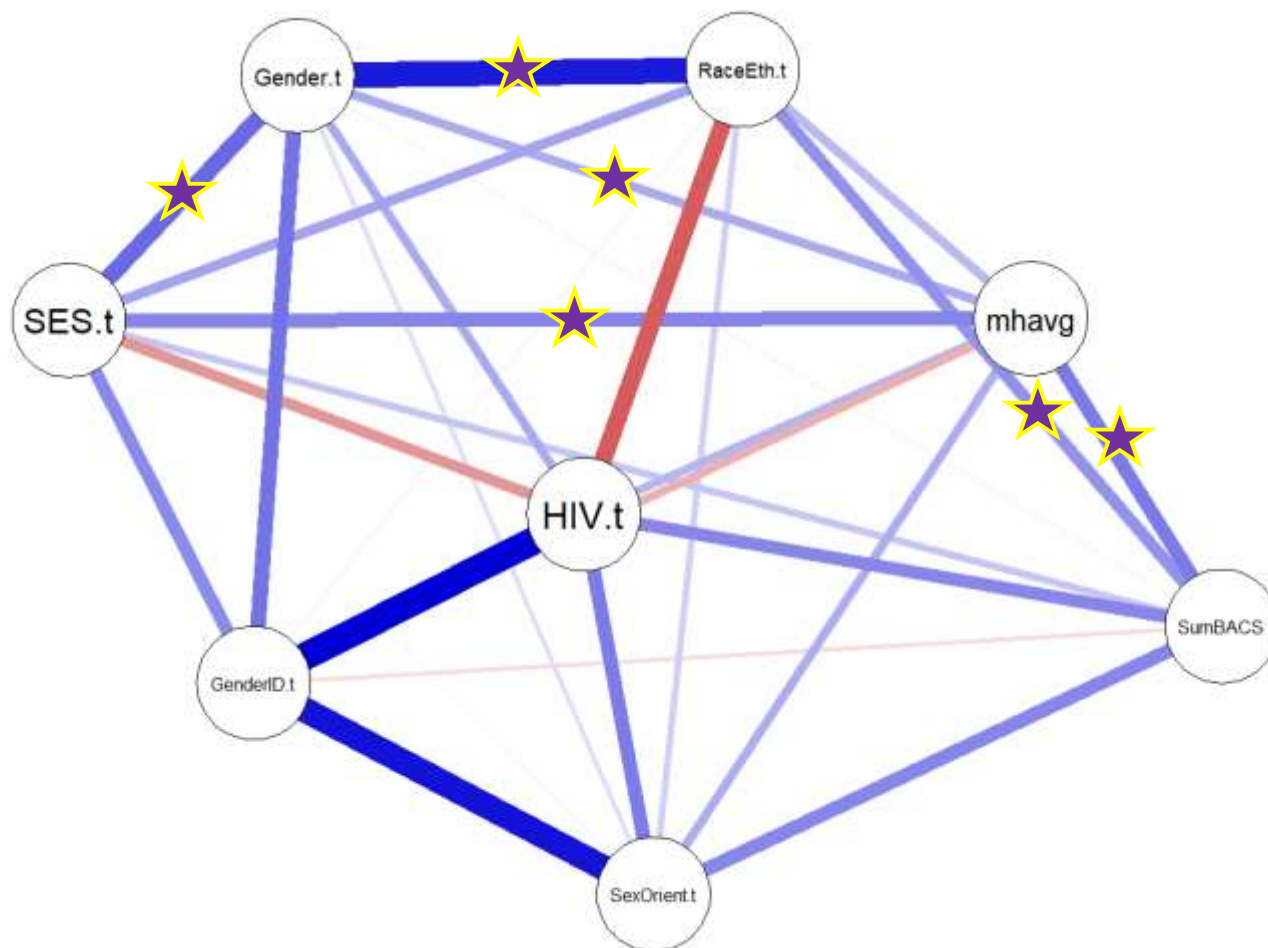 Gender.t
RaceEth.t
SES.t
mhavg
HIV.t
SumBACS
GenderID.t
SexOrient.t